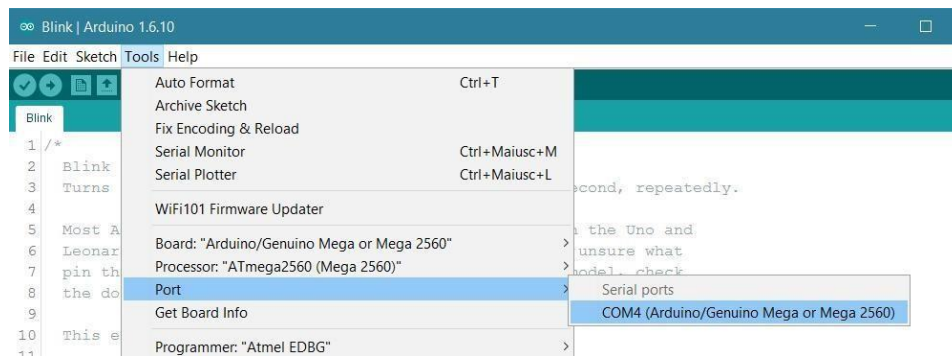 Blink | Arduino 1.6.10
File Edit Sketch Tools Help
Auto Format Ctrl+T
Archive Sketch
Fix Encoding & Reload
Serial Monitor Ctrl+Maiusc+M
Serial Plotter Ctrl+Maiusc+L
WiFi101 Firmware Updater
Board: "Arduino/Genuino Mega or Mega 2560"
Processor: "ATmega2560 (Mega 2560)"
Port
Get Board Info
Programmer: "Atmel EDBG"
Serial ports
COM4 (Arduino/Genuino Mega or Mega 2560)
Blink
1 /*
2 Blink
3 Turns econd, repeatedly.
4
5 Most A the Uno and
6 Leonar unsure what
7 pin th model, check
8 the do
9
10 This e
11